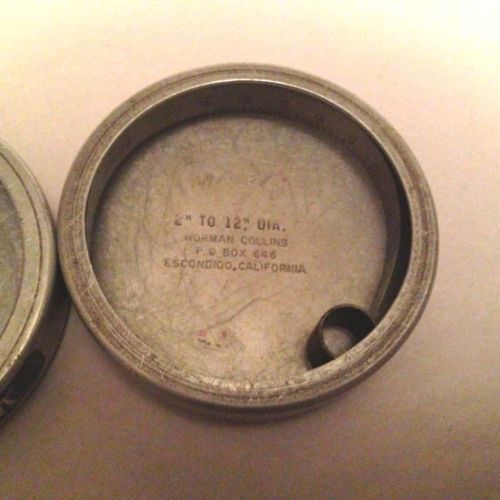 2" TO 12" DIA.
NORMAN COLLINS
P.O BOX 646
ESCONDIDO, CALIFORNIA